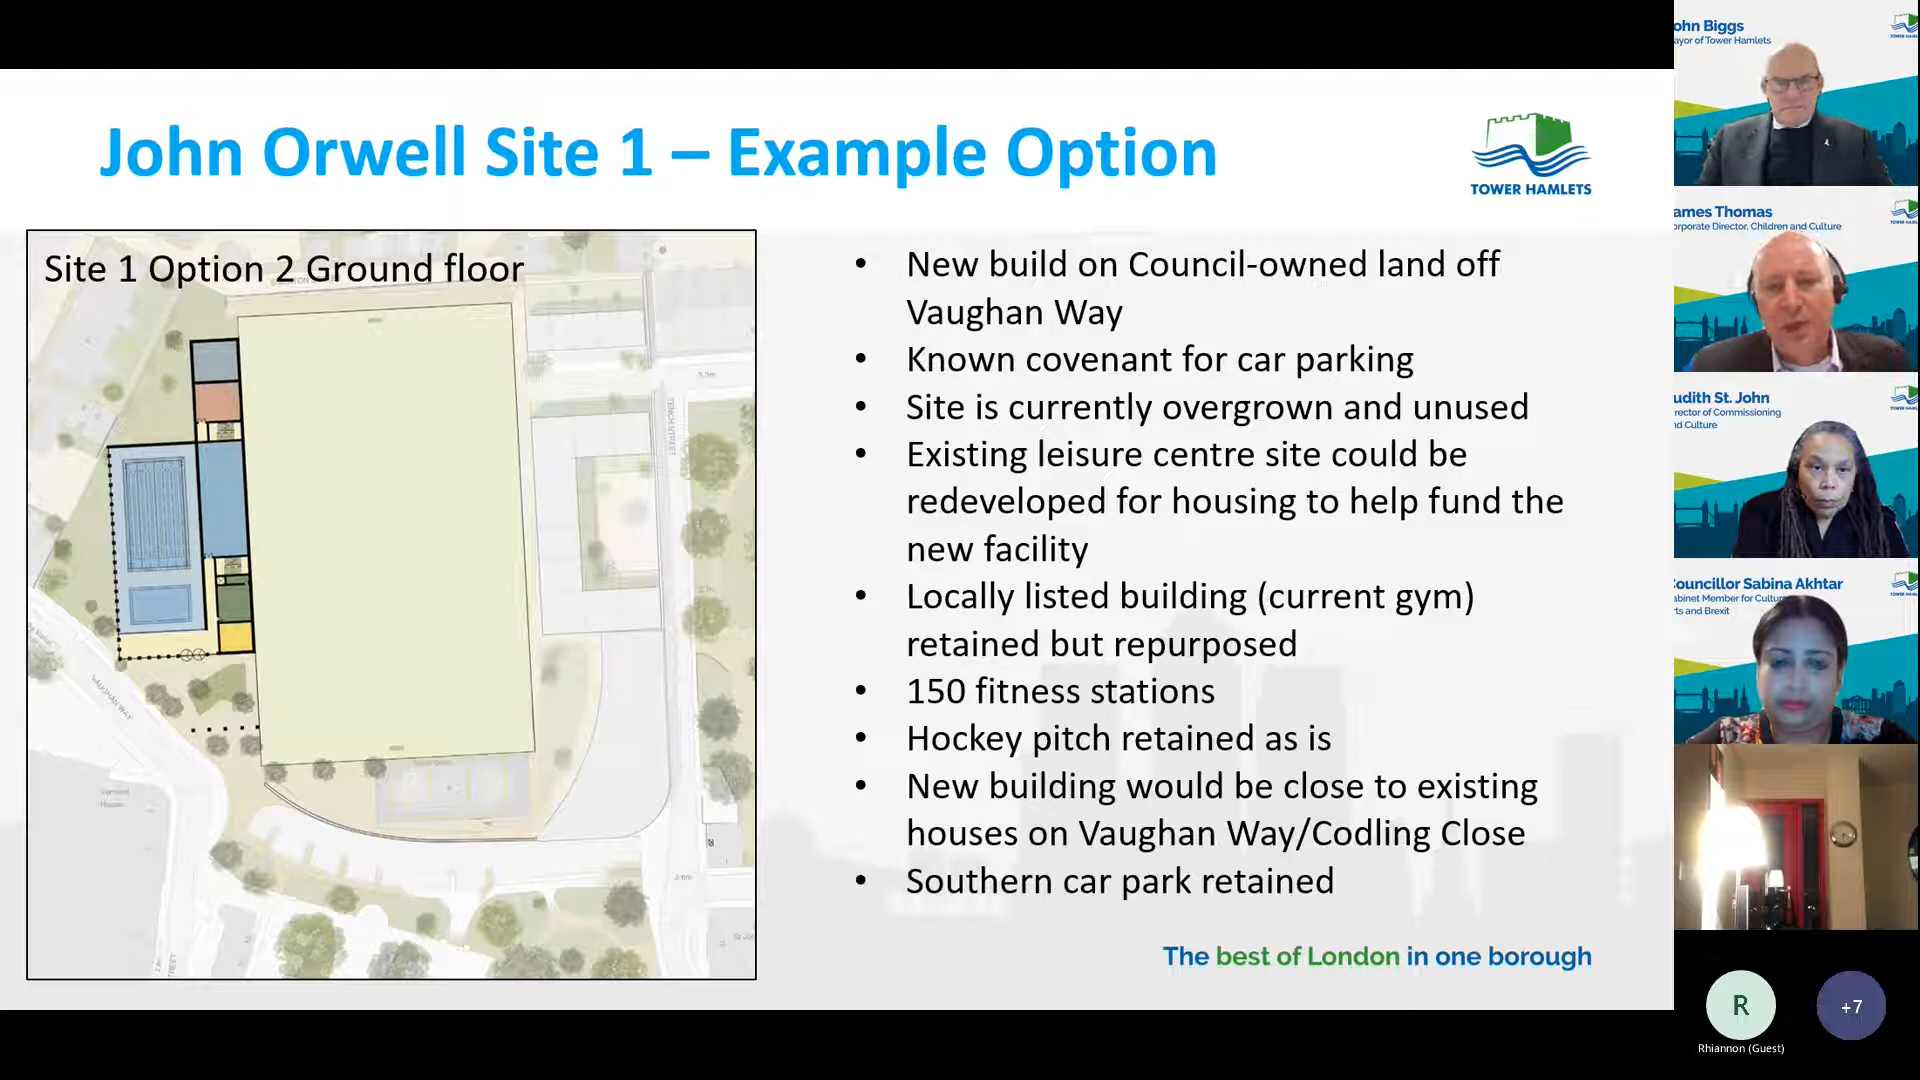 John Orwell Site 1 – Example Option
TOWER HAMLETS
Site 1 Option 2 Ground floor
TENCH STREET
VAUGHAN WAY
• New build on Council-owned land off
Vaughan Way
• Known covenant for car parking
• Site is currently overgrown and unused
• Existing leisure centre site could be
redeveloped for housing to help fund the
new facility
• Locally listed building (current gym)
retained but repurposed
• 150 fitness stations
• Hockey pitch retained as is
• New building would be close to existing
houses on Vaughan Way/Codling Close
• Southern car park retained
The best of London in one borough
ohn Biggs
ayor of Tower Hamlets
ames Thomas
orporate Director, Children and Culture
udith St. John
rector of Commissioning
nd Culture
ouncillor Sabina Akhtar
abinet Member for Cultu
rts and Brexit
R
+7
Rhiannon (Guest)